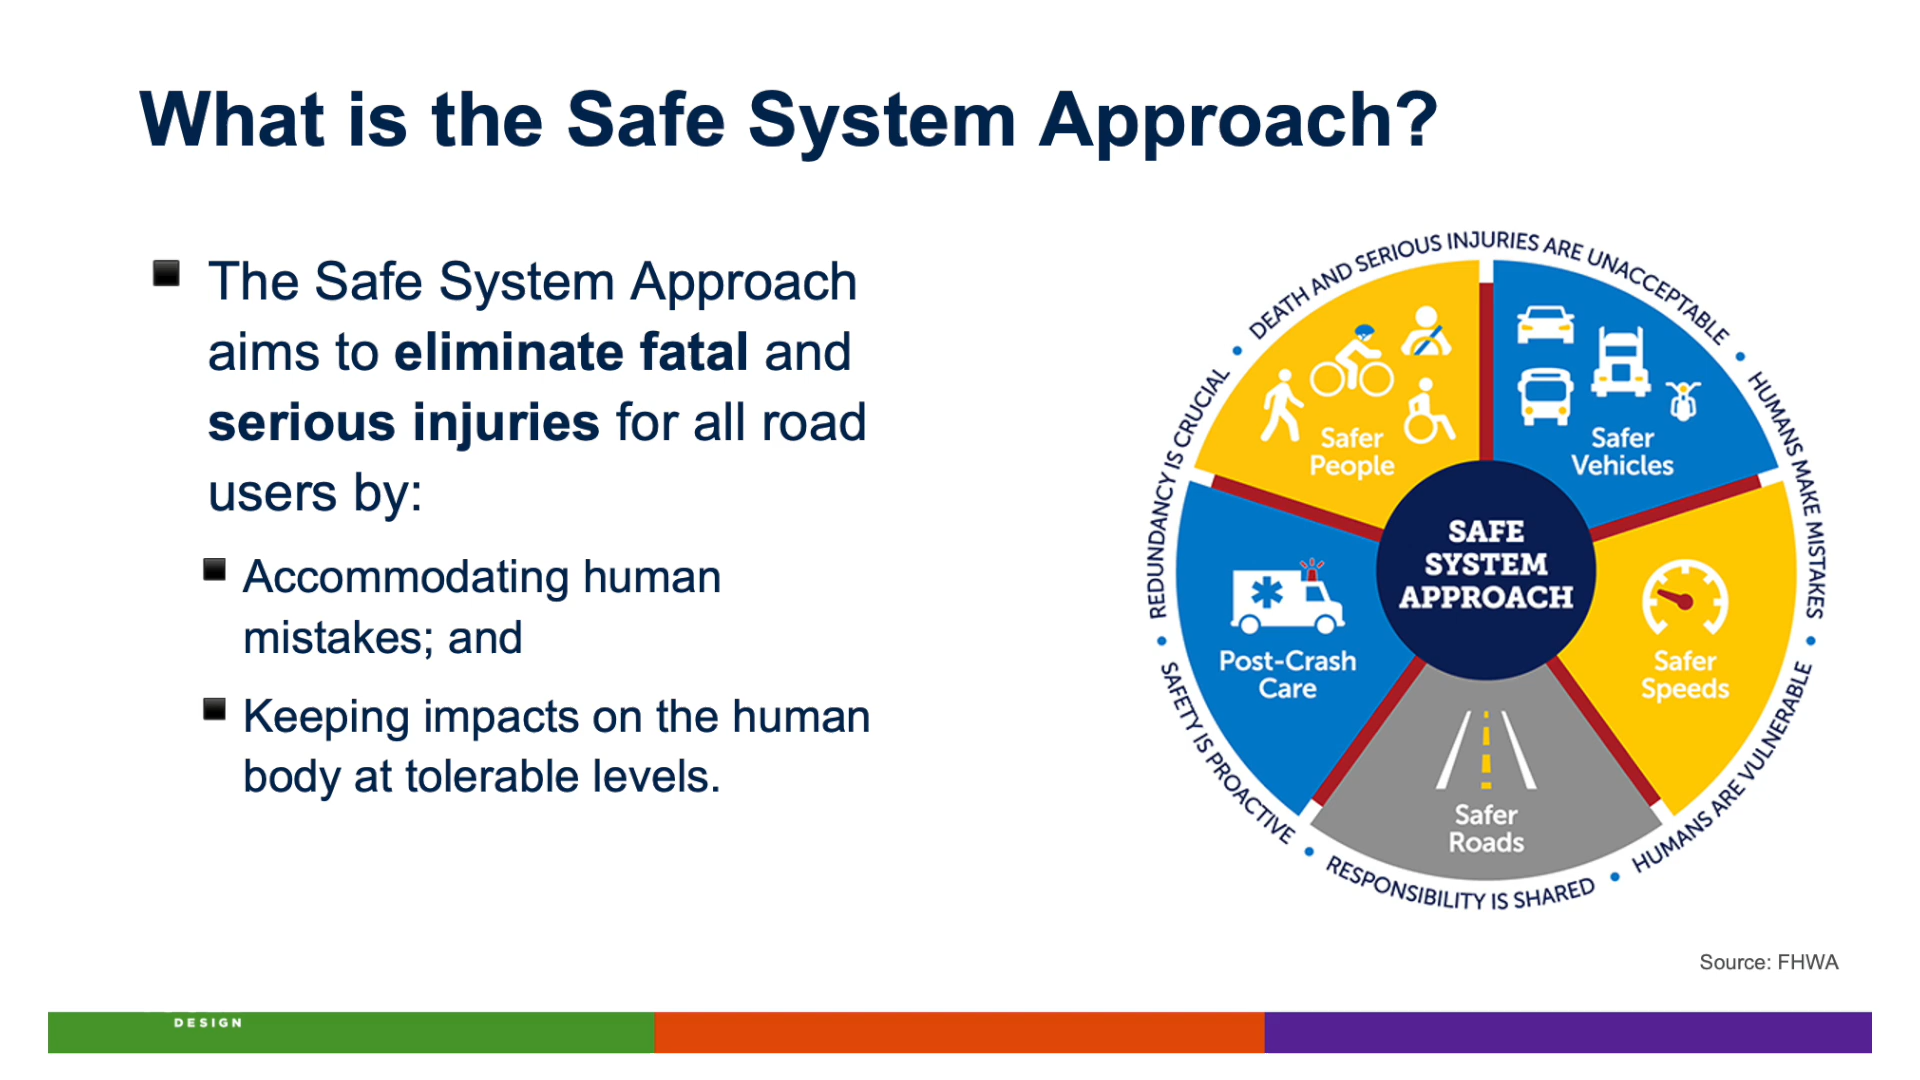 What is the Safe System Approach?
The Safe System Approach
aims to eliminate fatal and
serious injuries for all road
users by:
Accommodating human
mistakes; and
Keeping impacts on the human
body at tolerable levels.
DEATH AND SERIOUS INJURIES ARE UNACCEPTABLE
HUMANS MAKE MISTAKES
HUMANS ARE VULNERABLE
RESPONSIBILITY IS SHARED
SAFETY IS PROACTIVE
REDUNDANCY IS CRUCIAL
Safer
People
Safer
Vehicles
SAFE
SYSTEM
APPROACH
Post-Crash
Care
Safer
Speeds
Safer
Roads
Source: FHWA
DESIGN